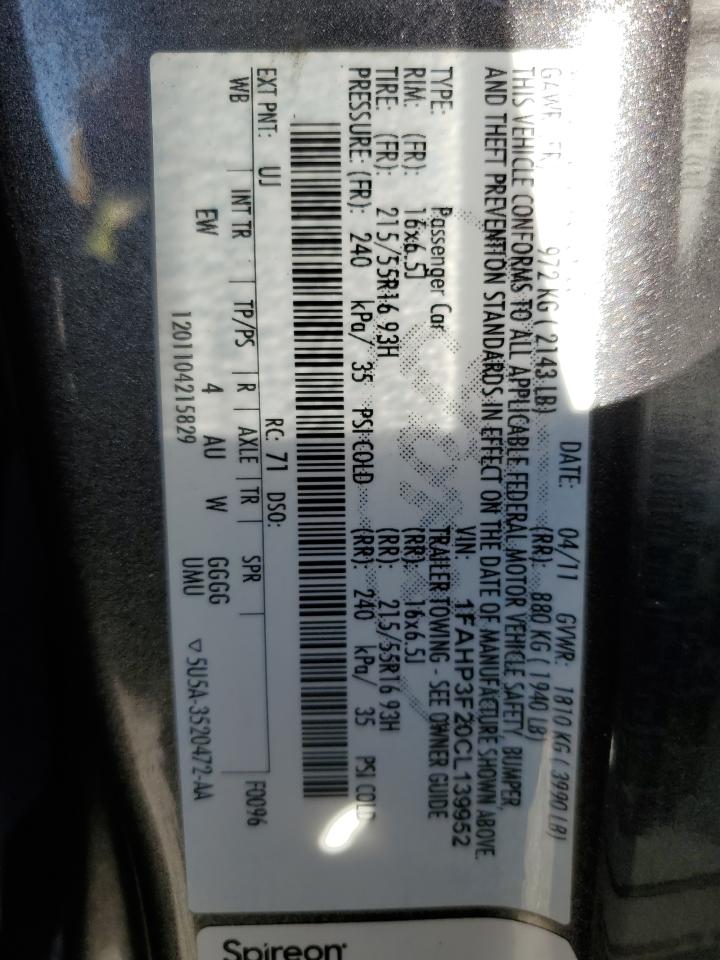 DATE: 04/11 GVWR: 1810 KG ( 3990 LB)
GAWR FR: 972 KG ( 2143 LB) (RR): 880 KG ( 1940 LB)
THIS VEHICLE CONFORMS TO ALL APPLICABLE FEDERAL MOTOR VEHICLE SAFETY, BUMPER,
AND THEFT PREVENTION STANDARDS IN EFFECT ON THE DATE OF MANUFACTURE SHOWN ABOVE.
VIN: 1FAHP3F20CL139952
TYPE: Passenger Car TRAILER TOWING - SEE OWNER GUIDE
RIM: (FR): 16x6.5J (RR): 16x6.5J
TIRE: (FR): 215/55R16 93H (RR): 215/55R16 93H
PRESSURE: (FR): 240 kPa/ 35 PSI COLD (RR): 240 kPa/ 35 PSI COLD
F0096
EXT PNT: UJ RC: 71 DSO:
WB INT TR TP/PS R AXLE TR SPR
EW 4 AU W GGGG
UMU
1201104215829 ▽5U5A-3520472-AA
Spireon